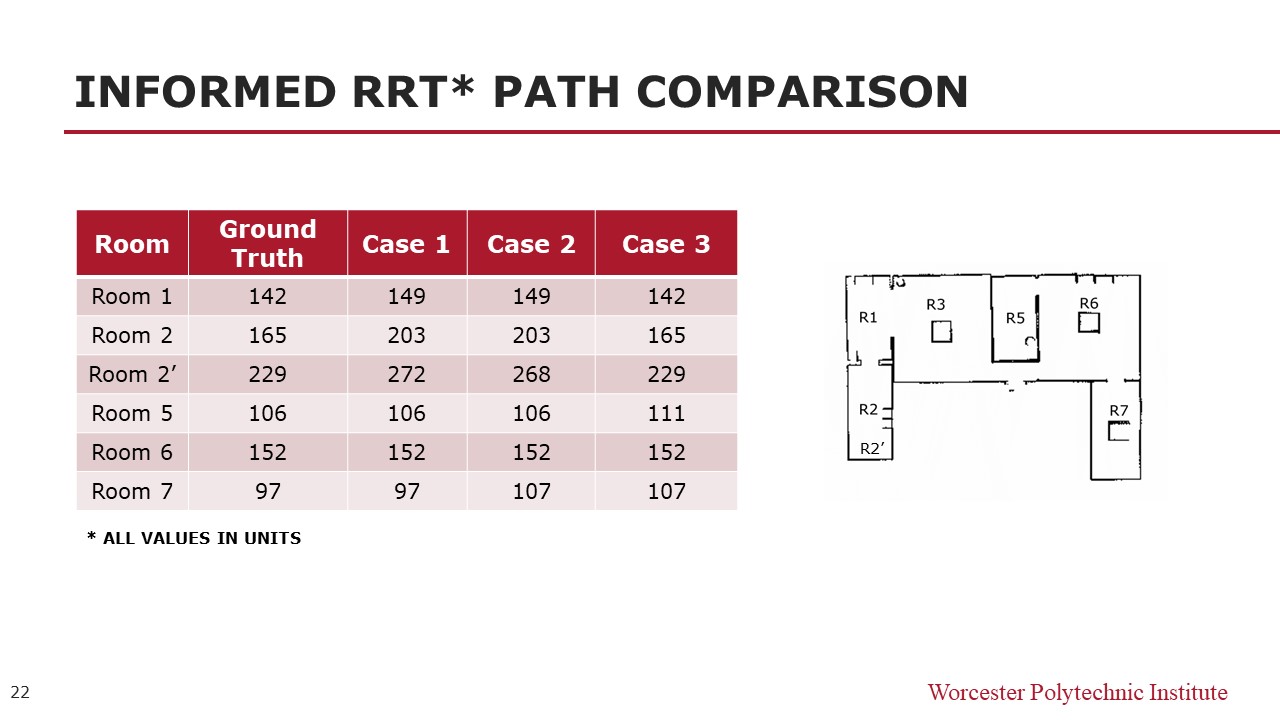 INFORMED RRT* PATH COMPARISON
Room Ground Truth Case 1 Case 2 Case 3
Room 1 142 149 149 142
Room 2 165 203 203 165
Room 2’ 229 272 268 229
Room 5 106 106 106 111
Room 6 152 152 152 152
Room 7 97 97 107 107
* ALL VALUES IN UNITS
R1 R3 R5 R6
R2 R7
R2’
22
Worcester Polytechnic Institute